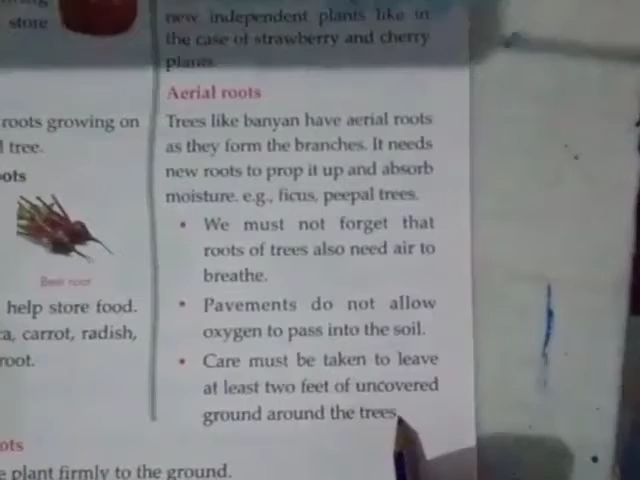 store
roots growing on
tree.
ots
Beet root
help store food.
carrot, radish,
root.
ots
plant firmly to the ground.
new independent plants like in
the case of strawberry and cherry
plants.
Aerial roots
Trees like banyan have aerial roots
as they form the branches. It needs
new roots to prop it up and absorb
moisture. e.g., ficus, peepal trees.
• We must not forget that
roots of trees also need air to
breathe.
• Pavements do not allow
oxygen to pass into the soil.
• Care must be taken to leave
at least two feet of uncovered
ground around the trees.